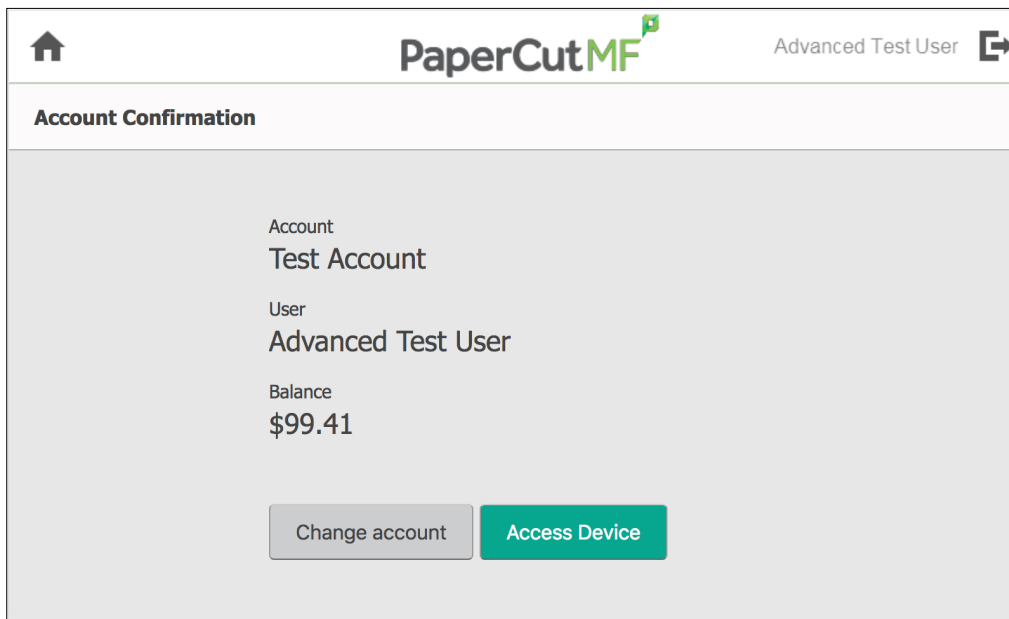 PaperCutMF
Advanced Test User
Account Confirmation
Account
Test Account
User
Advanced Test User
Balance
$99.41
Change account
Access Device